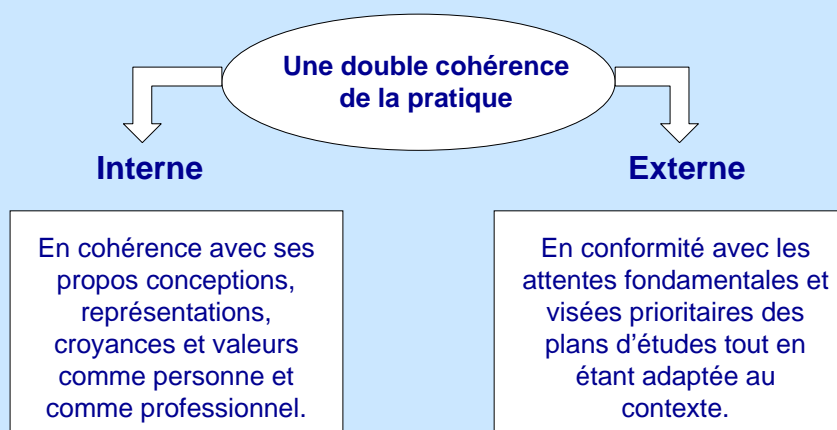 Une double cohérence
de la pratique
Interne
Externe
En cohérence avec ses
propos conceptions,
représentations,
croyances et valeurs
comme personne et
comme professionnel.
En conformité avec les
attentes fondamentales et
visées prioritaires des
plans d’études tout en
étant adaptée au
contexte.